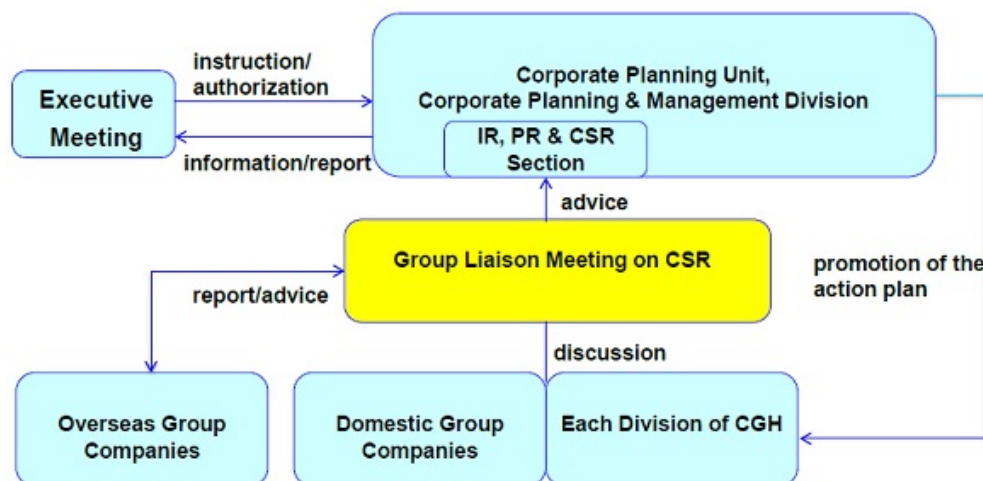 instruction/
authorization
Executive
Meeting
information/report
Corporate Planning Unit,
Corporate Planning & Management Division
IR, PR & CSR
Section
advice
Group Liaison Meeting on CSR
report/advice
promotion of the
action plan
discussion
Overseas Group
Companies
Domestic Group
Companies
Each Division of CGH